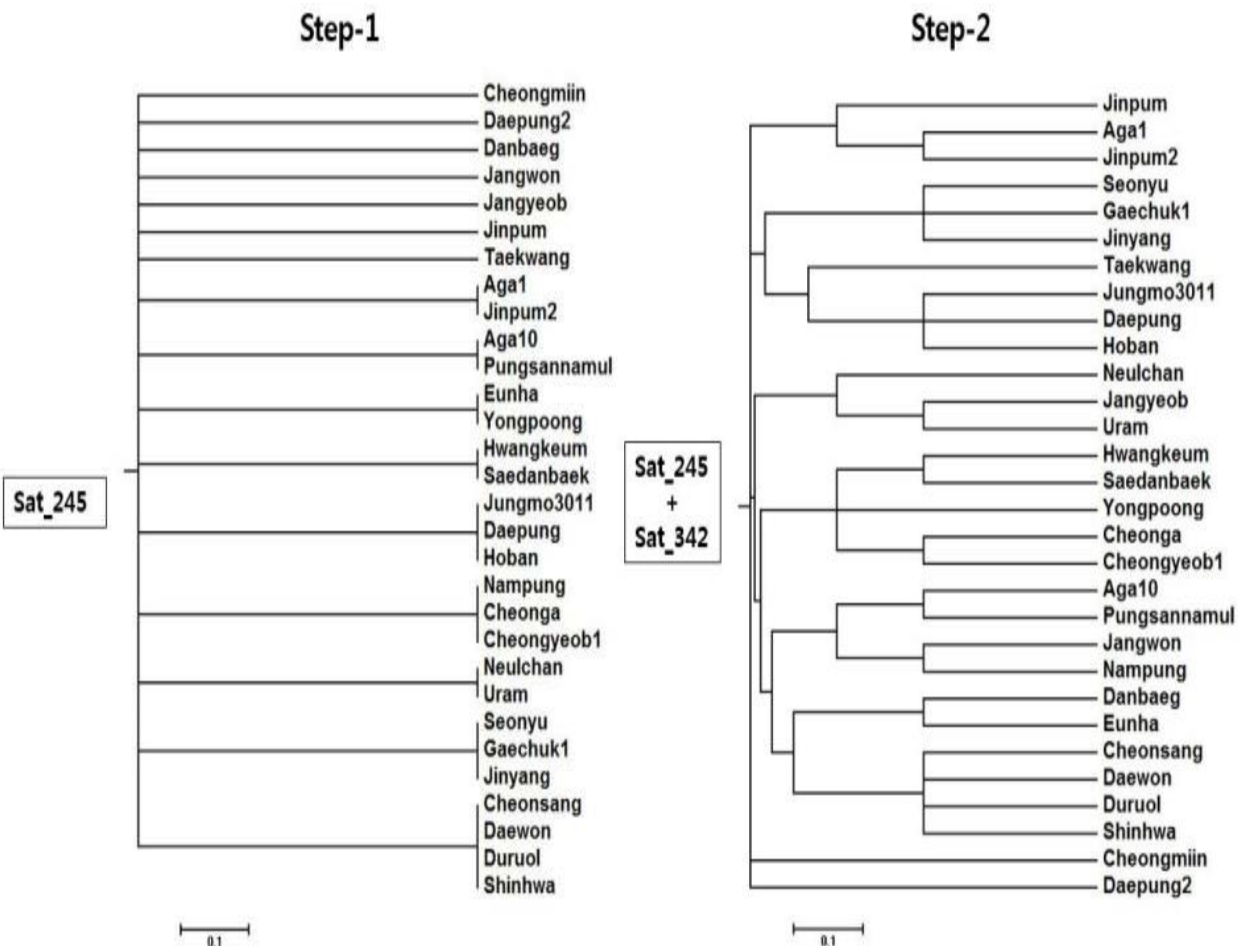 Step-1
Cheongmiin
Daepung2
Danbaeg
Jangwon
Jangyeob
Jinpum
Taekwang
Aga1
Jinpum2
Aga10
Pungsannamul
Eunha
Yongpoong
Hwangkeum
Saedanbaek
Jungmo3011
Daepung
Hoban
Nampung
Cheonga
Cheongyeob1
Neulchan
Uram
Seonyu
Gaechuk1
Jinyang
Cheonsang
Daewon
Duruol
Shinhwa
Sat_245
0.1
Step-2
Jinpum
Aga1
Jinpum2
Seonyu
Gaechuk1
Jinyang
Taekwang
Jungmo3011
Daepung
Hoban
Neulchan
Jangyeob
Uram
Hwangkeum
Saedanbaek
Yongpoong
Cheonga
Cheongyeob1
Aga10
Pungsannamul
Jangwon
Nampung
Danbaeg
Eunha
Cheonsang
Daewon
Duruol
Shinhwa
Cheongmiin
Daepung2
Sat_245
+
Sat_342
0.1